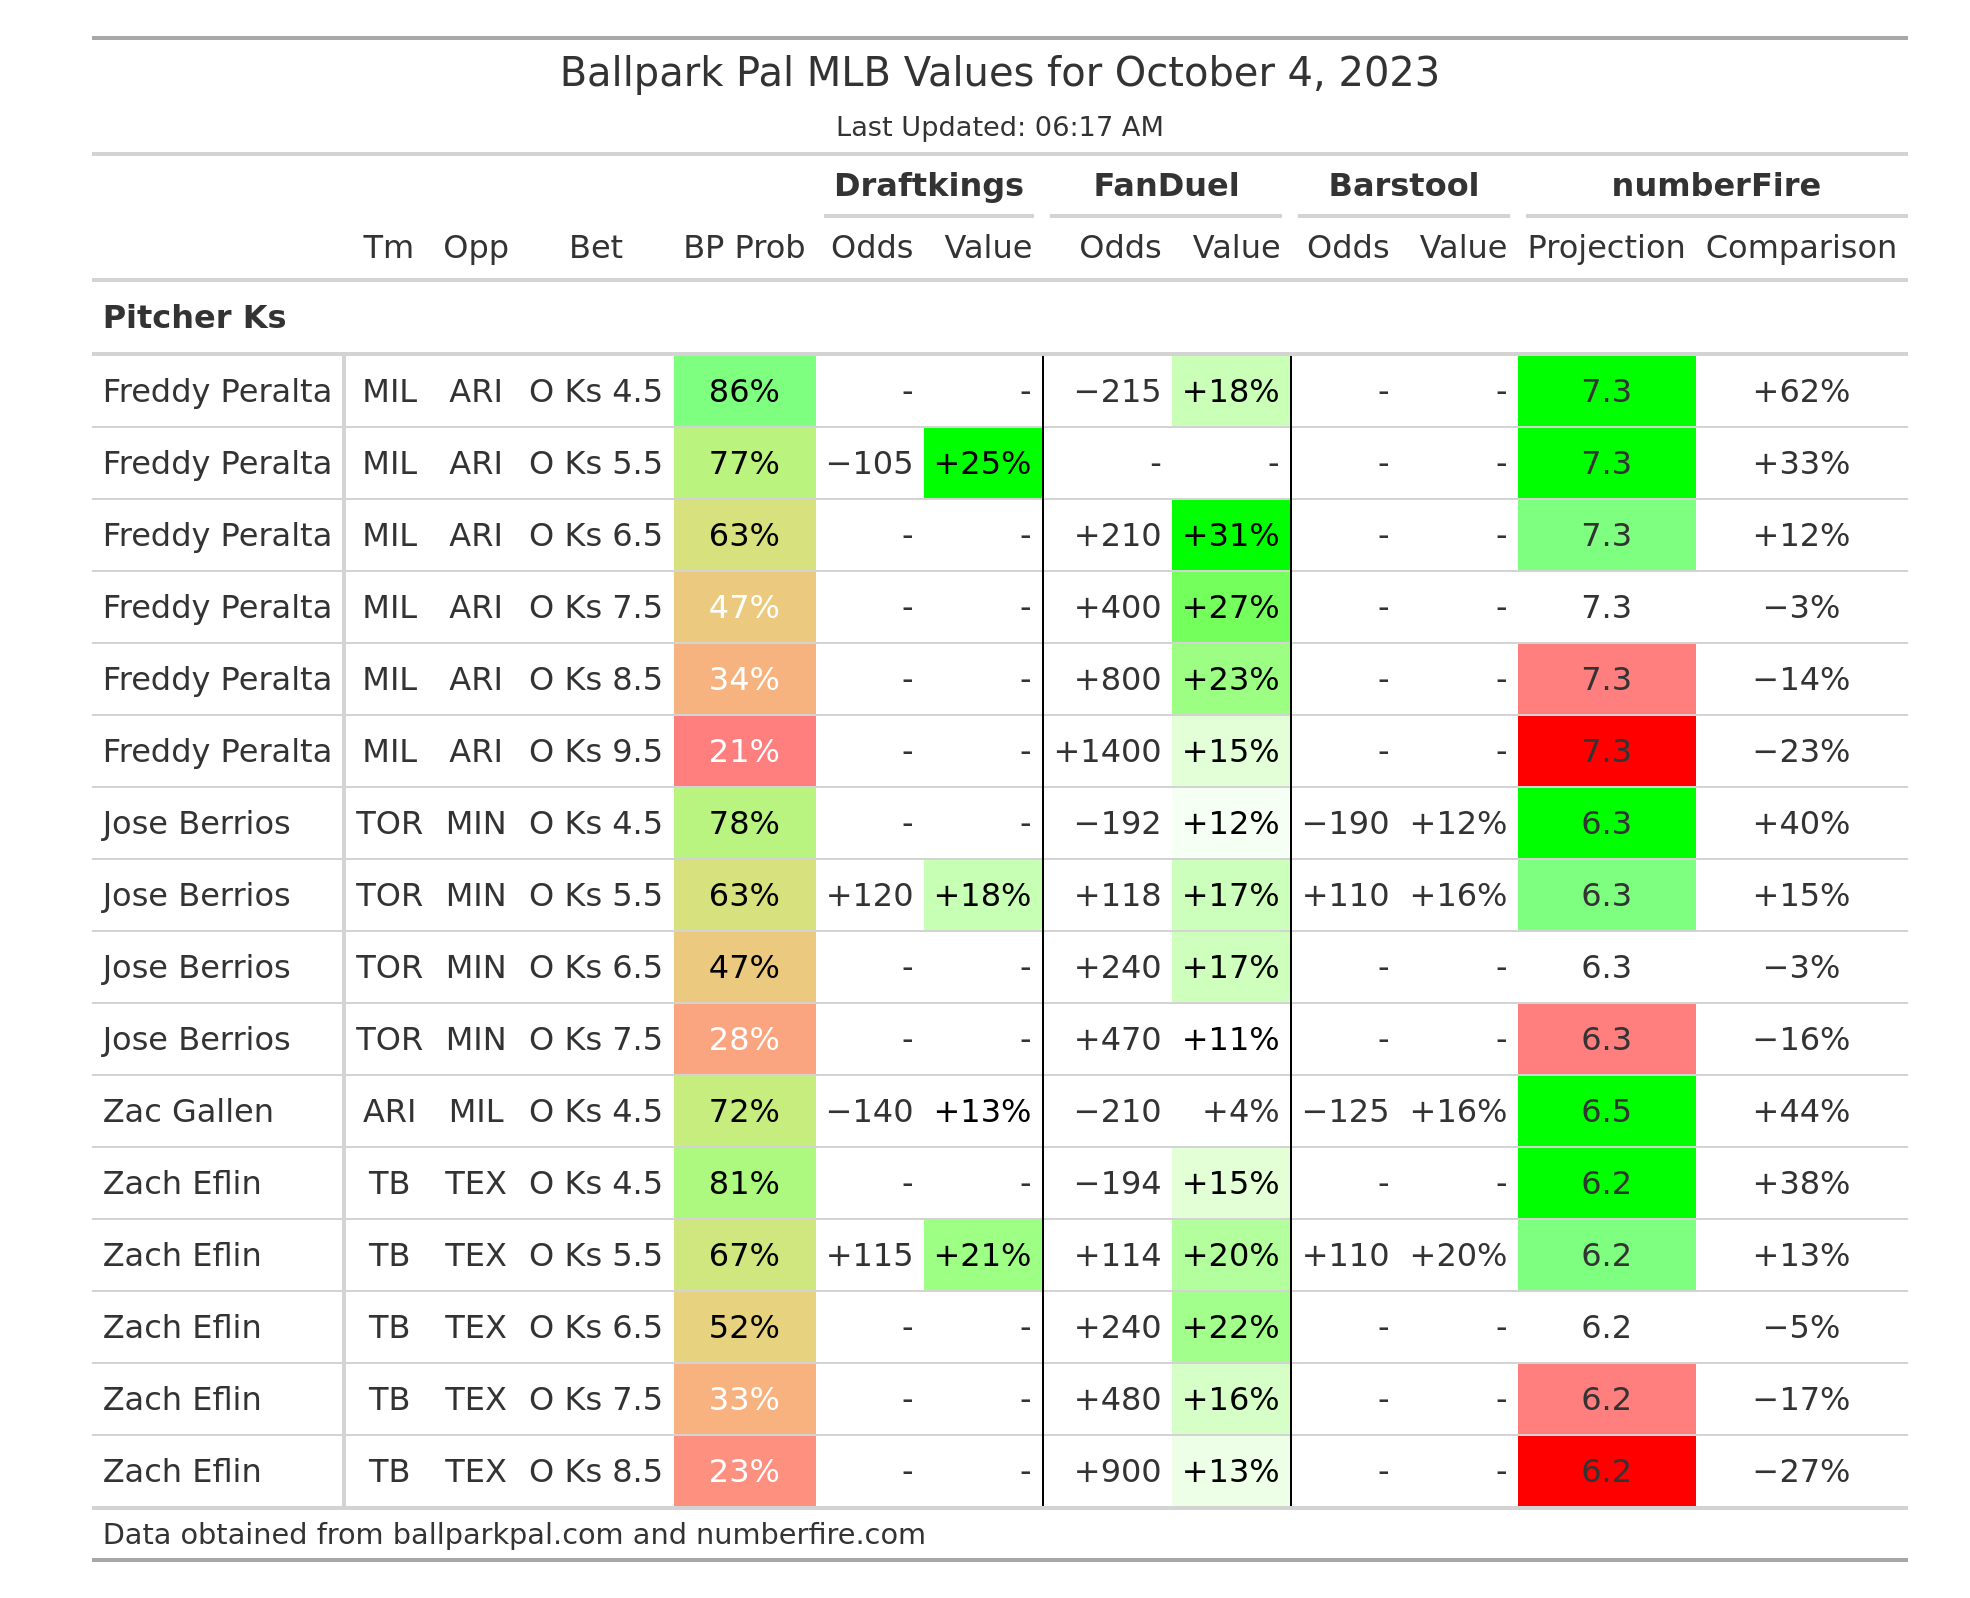 Ballpark Pal MLB Values for October 4, 2023
Last Updated: 06:17 AM
Draftkings FanDuel Barstool numberFire
Tm Opp Bet BP Prob Odds Value Odds Value Odds Value Projection Comparison
Pitcher Ks
Freddy Peralta MIL ARI O Ks 4.5 86% - - −215 +18% - - 7.3 +62%
Freddy Peralta MIL ARI O Ks 5.5 77% −105 +25% - - - - 7.3 +33%
Freddy Peralta MIL ARI O Ks 6.5 63% - - +210 +31% - - 7.3 +12%
Freddy Peralta MIL ARI O Ks 7.5 47% - - +400 +27% - - 7.3 −3%
Freddy Peralta MIL ARI O Ks 8.5 34% - - +800 +23% - - 7.3 −14%
Freddy Peralta MIL ARI O Ks 9.5 21% - - +1400 +15% - - 7.3 −23%
Jose Berrios TOR MIN O Ks 4.5 78% - - −192 +12% −190 +12% 6.3 +40%
Jose Berrios TOR MIN O Ks 5.5 63% +120 +18% +118 +17% +110 +16% 6.3 +15%
Jose Berrios TOR MIN O Ks 6.5 47% - - +240 +17% - - 6.3 −3%
Jose Berrios TOR MIN O Ks 7.5 28% - - +470 +11% - - 6.3 −16%
Zac Gallen ARI MIL O Ks 4.5 72% −140 +13% −210 +4% −125 +16% 6.5 +44%
Zach Eflin TB TEX O Ks 4.5 81% - - −194 +15% - - 6.2 +38%
Zach Eflin TB TEX O Ks 5.5 67% +115 +21% +114 +20% +110 +20% 6.2 +13%
Zach Eflin TB TEX O Ks 6.5 52% - - +240 +22% - - 6.2 −5%
Zach Eflin TB TEX O Ks 7.5 33% - - +480 +16% - - 6.2 −17%
Zach Eflin TB TEX O Ks 8.5 23% - - +900 +13% - - 6.2 −27%
Data obtained from ballparkpal.com and numberfire.com